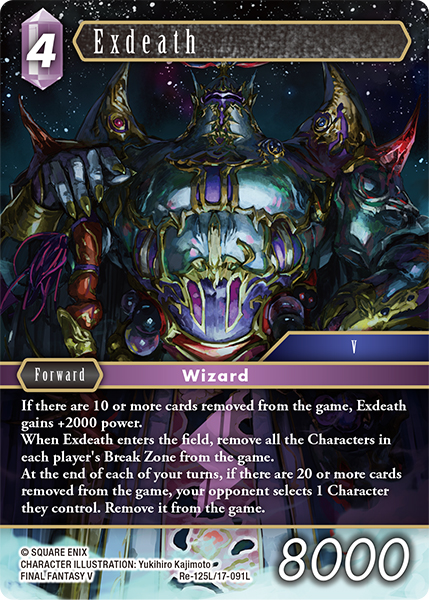 4
Exdeath
V
Forward
Wizard
If there are 10 or more cards removed from the game, Exdeath
gains +2000 power.
When Exdeath enters the field, remove all the Characters in
each player's Break Zone from the game.
At the end of each of your turns, if there are 20 or more cards
removed from the game, your opponent selects 1 Character
they control. Remove it from the game.
© SQUARE ENIX
CHARACTER ILLUSTRATION: Yukihiro Kajimoto
FINAL FANTASY V
Re-125L/17-091L
8000